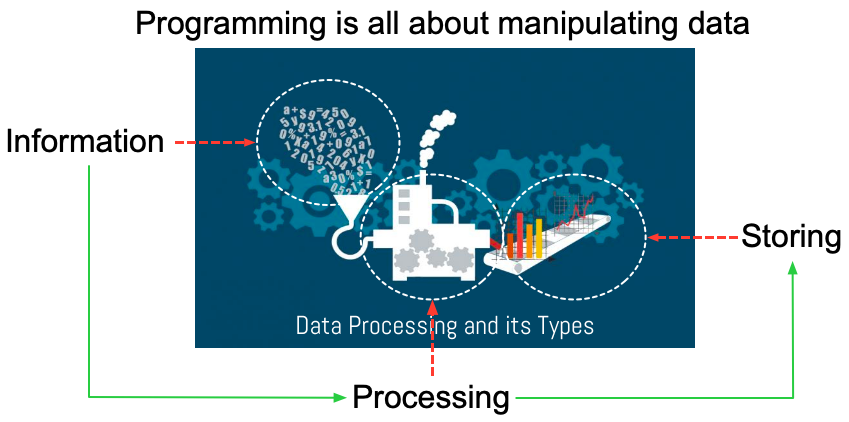 Programming is all about manipulating data
Information
Storing
Data Processing and its Types
Processing